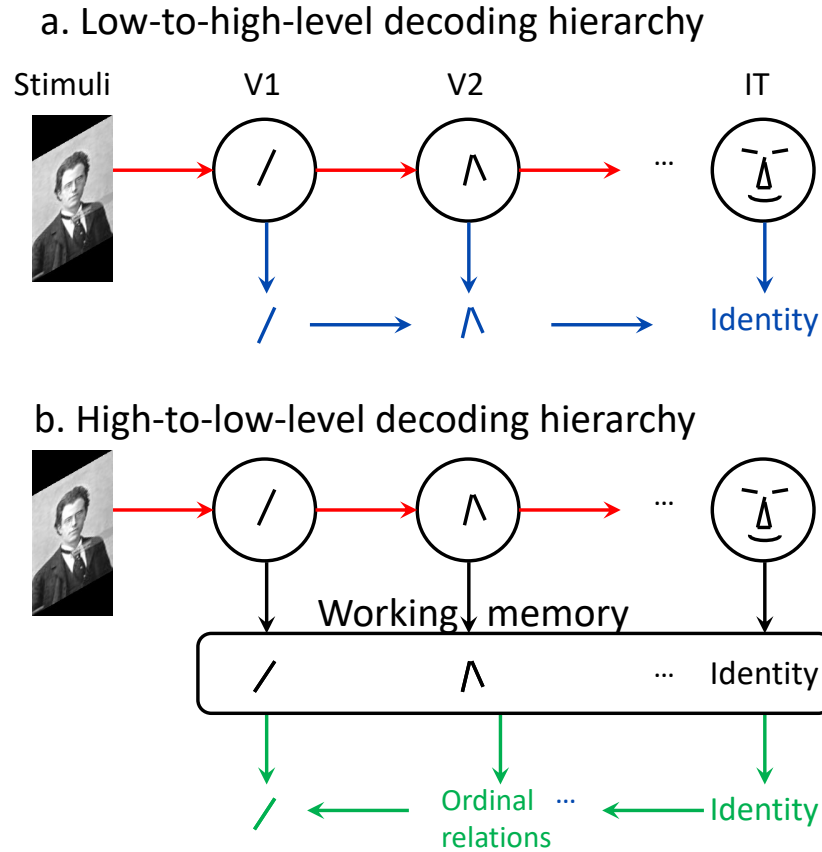 a. Low-to-high-level decoding hierarchy
Stimuli V1 V2 IT
...
Identity
b. High-to-low-level decoding hierarchy
...
Working memory
... Identity
Ordinal ... Identity
relations